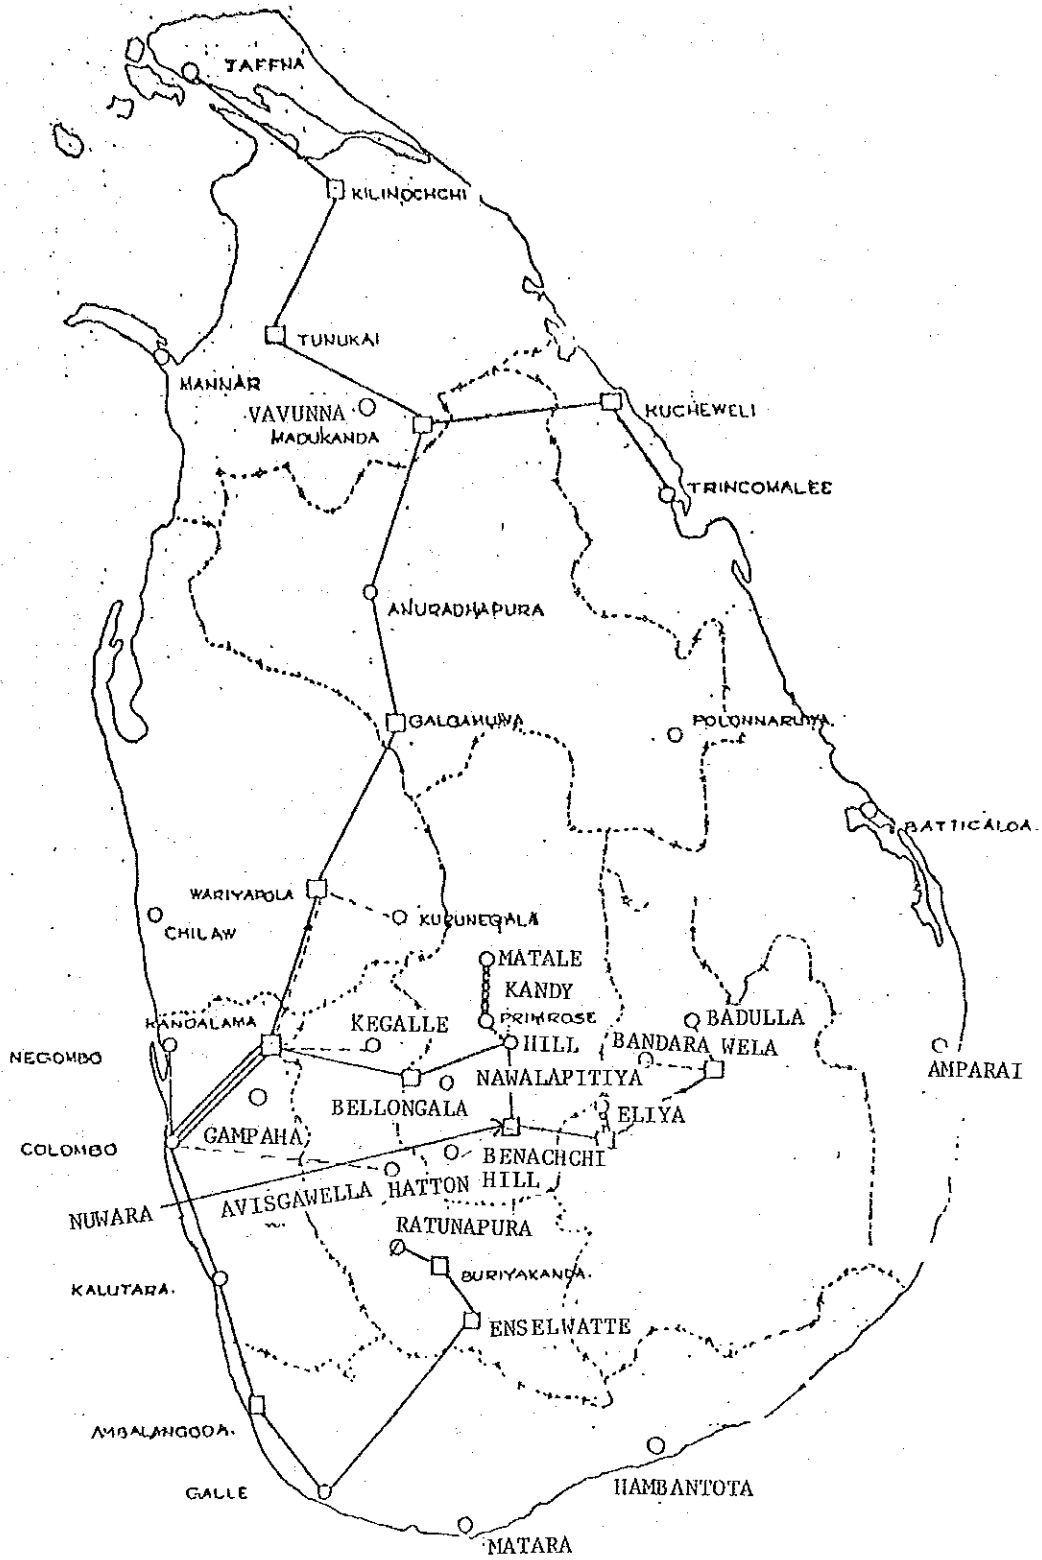 JAFFNA
KILINOCHCHI
TUNUKAI
MANNAR
VAVUNNA
MADUKANDA
KUCHEWELI
TRINCOMALEE
ANURADHAPURA
GALGAMUWA
POLONNARUWA.
BATTICALOA.
WARIYAPOLA
KURUNEGALA
CHILAW
MATALE
KANDY
KANDALAMA
KEGALLE
PRIMROSE
HILL
BADULLA
BANDARA WELA
NEGOMBO
AMPARAI
NAWALAPITIYA
BELLONGALA
ELIYA
GAMPAHA
COLOMBO
BENACHCHI
HILL
AVISGAWELLA
HATTON
NUWARA
RATUNAPURA
BURIYAKANDA.
KALUTARA.
ENSELWATTE
AMBALANGODA.
GALLE
HAMBANTOTA
MATARA